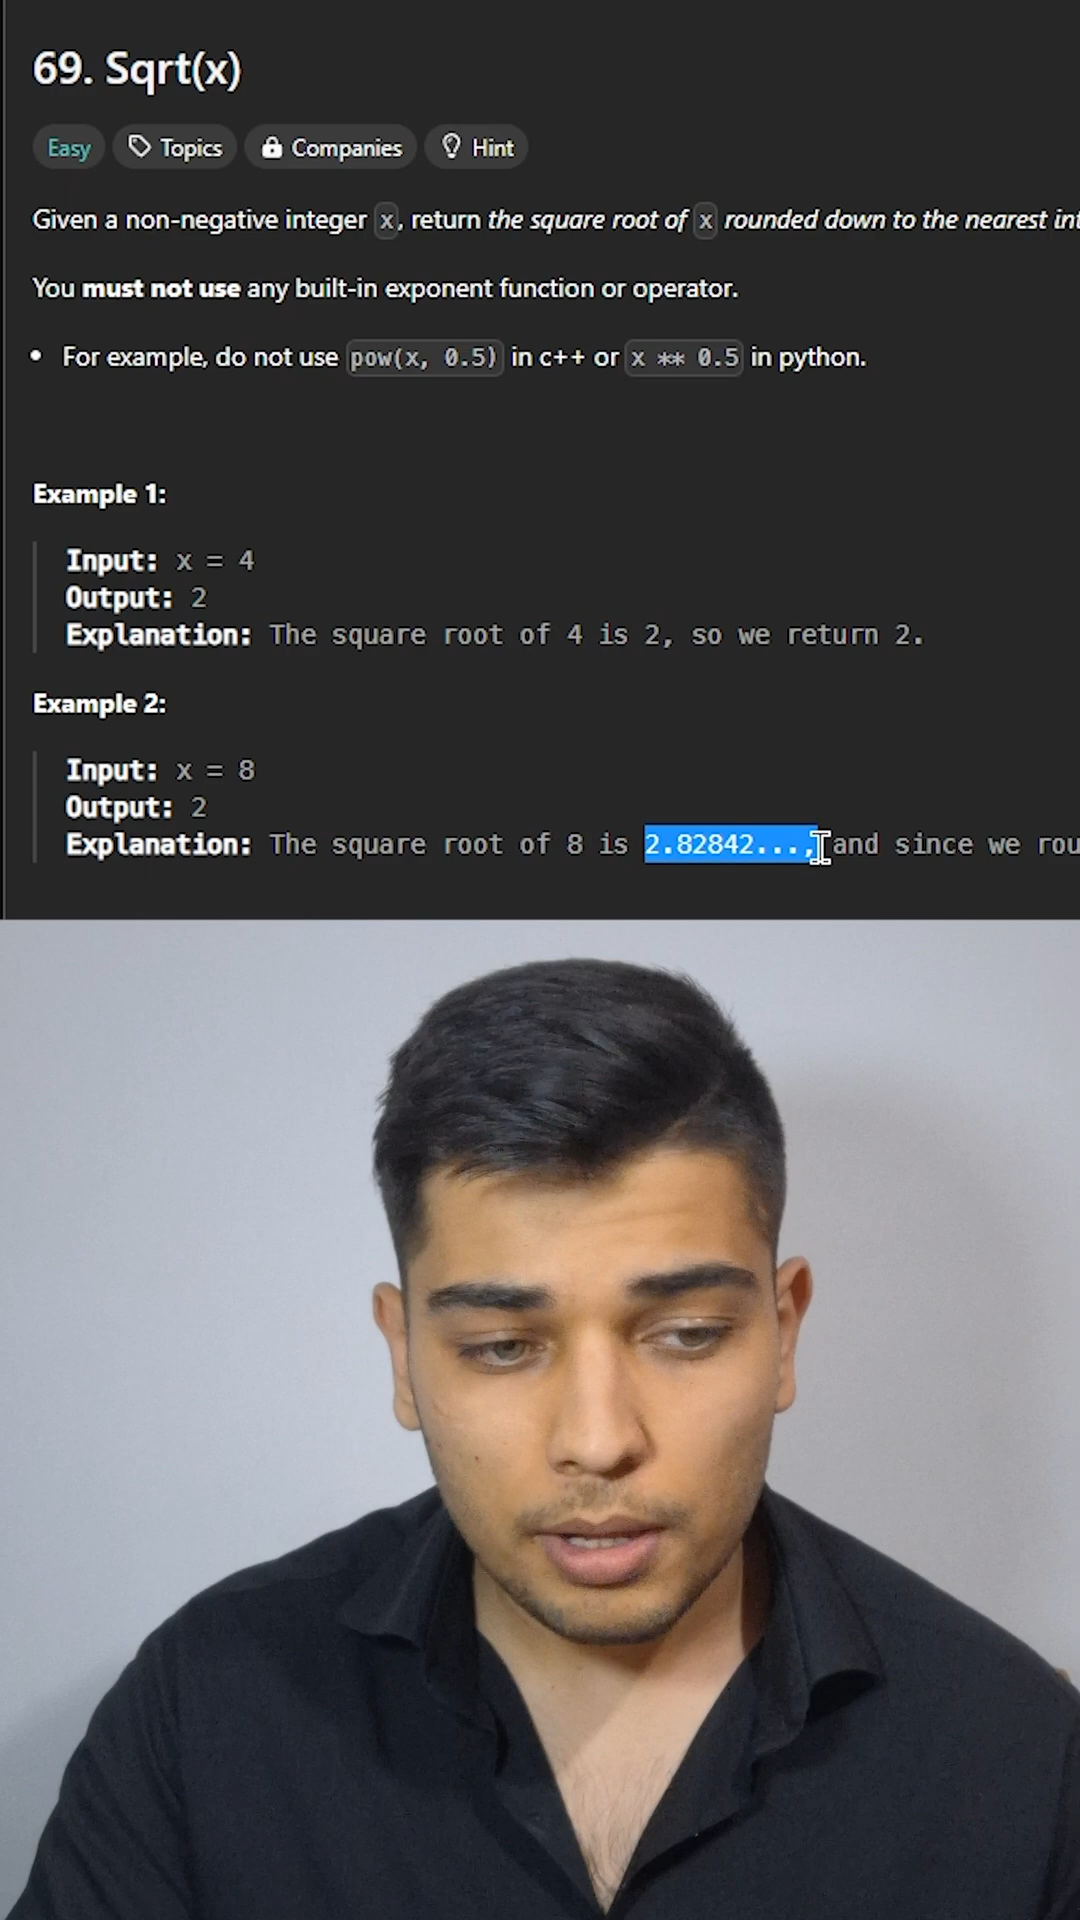 69. Sqrt(x)
Easy Topics Companies Hint
Given a non-negative integer x, return the square root of x rounded down to the nearest
You must not use any built-in exponent function or operator.
• For example, do not use pow(x, 0.5) in c++ or x ** 0.5 in python.
Example 1:
Input: x = 4
Output: 2
Explanation: The square root of 4 is 2, so we return 2.
Example 2:
Input: x = 8
Output: 2
Explanation: The square root of 8 is 2.82842..., and since we